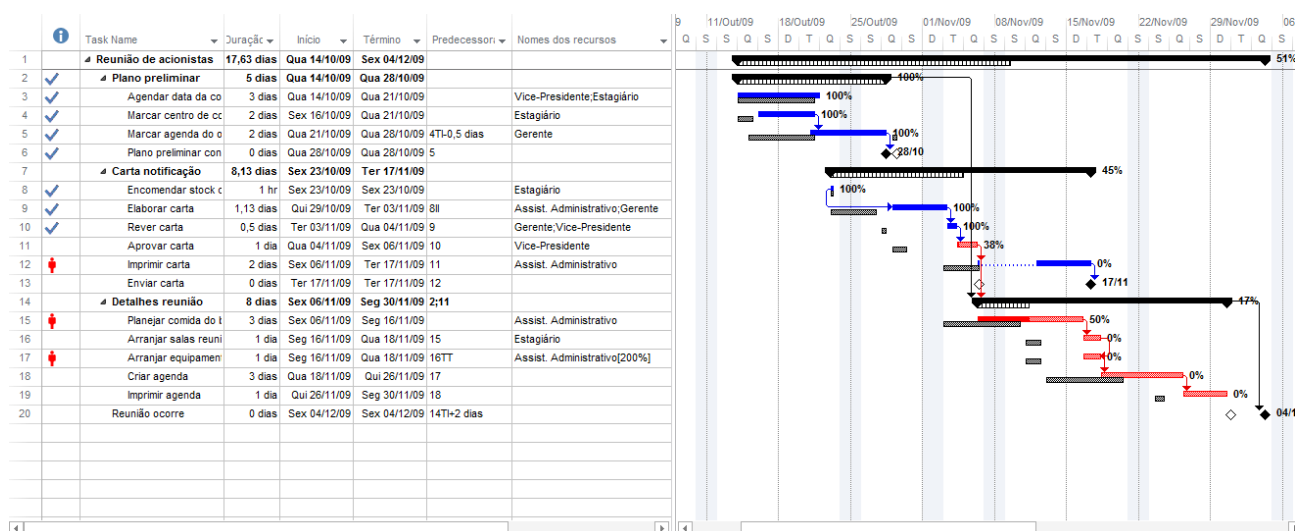 Task Name Duração Início Término Predecessora Nomes dos recursos
9 11/Out/09 18/Out/09 25/Out/09 01/Nov/09 08/Nov/09 15/Nov/09 22/Nov/09 29/Nov/09 06
Q S S D T Q S S D T Q S S D T Q S S D T Q S
1 Reunião de acionistas 17,63 dias Qua 14/10/09 Sex 04/12/09 51%
2 Plano preliminar 5 dias Qua 14/10/09 Qua 28/10/09 100%
3 Agendar data da co 3 dias Qua 14/10/09 Qua 21/10/09 Vice-Presidente;Estagiário 100%
4 Marcar centro de cc 2 dias Sex 16/10/09 Qua 21/10/09 Estagiário 100%
5 Marcar agenda do o 2 dias Qua 21/10/09 Qua 28/10/09 4TI-0,5 dias Gerente 100%
6 Plano preliminar con 0 dias Qua 28/10/09 Qua 28/10/09 5 28/10
7 Carta notificação 8,13 dias Sex 23/10/09 Ter 17/11/09 45%
8 Encomendar stock c 1 hr Sex 23/10/09 Sex 23/10/09 Estagiário 100%
9 Elaborar carta 1,13 dias Qui 29/10/09 Ter 03/11/09 8II Assist. Administrativo;Gerente 100%
10 Rever carta 0,5 dias Ter 03/11/09 Qua 04/11/09 9 Gerente;Vice-Presidente 100%
11 Aprovar carta 1 dia Qua 04/11/09 Sex 06/11/09 10 Vice-Presidente 38%
12 Imprimir carta 2 dias Sex 06/11/09 Ter 17/11/09 11 Assist. Administrativo 0%
13 Enviar carta 0 dias Ter 17/11/09 Ter 17/11/09 12 17/11
14 Detalhes reunião 8 dias Sex 06/11/09 Seg 30/11/09 2;11 17%
15 Planejar comida do 3 dias Sex 06/11/09 Seg 16/11/09 Assist. Administrativo 50%
16 Arranjar salas reuni 1 dia Seg 16/11/09 Qua 18/11/09 15 Estagiário 0%
17 Arranjar equipamen 1 dia Seg 16/11/09 Qua 18/11/09 16TT Assist. Administrativo[200%] 0%
18 Criar agenda 3 dias Qua 18/11/09 Qui 26/11/09 17 0%
19 Imprimir agenda 1 dia Qui 26/11/09 Seg 30/11/09 18 0%
20 Reunião ocorre 0 dias Sex 04/12/09 Sex 04/12/09 14TI+2 dias 04/1